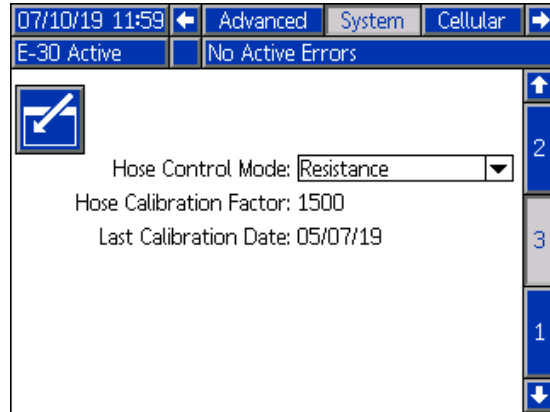 07/10/19 11:59 Advanced System Cellular
E-30 Active No Active Errors
2
Hose Control Mode: Resistance
Hose Calibration Factor: 1500
Last Calibration Date: 05/07/19
3
1